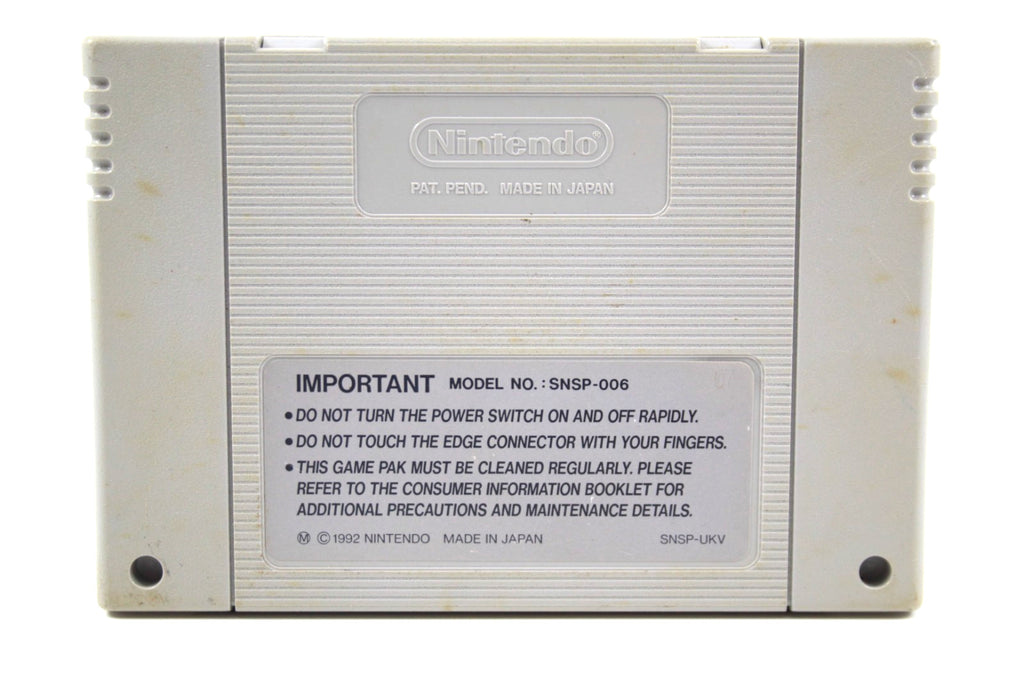 Nintendo®
PAT. PEND. MADE IN JAPAN
IMPORTANT MODEL NO. : SNSP-006
• DO NOT TURN THE POWER SWITCH ON AND OFF RAPIDLY.
• DO NOT TOUCH THE EDGE CONNECTOR WITH YOUR FINGERS.
• THIS GAME PAK MUST BE CLEANED REGULARLY. PLEASE
REFER TO THE CONSUMER INFORMATION BOOKLET FOR
ADDITIONAL PRECAUTIONS AND MAINTENANCE DETAILS.
Ⓜ ©1992 NINTENDO MADE IN JAPAN SNSP-UKV